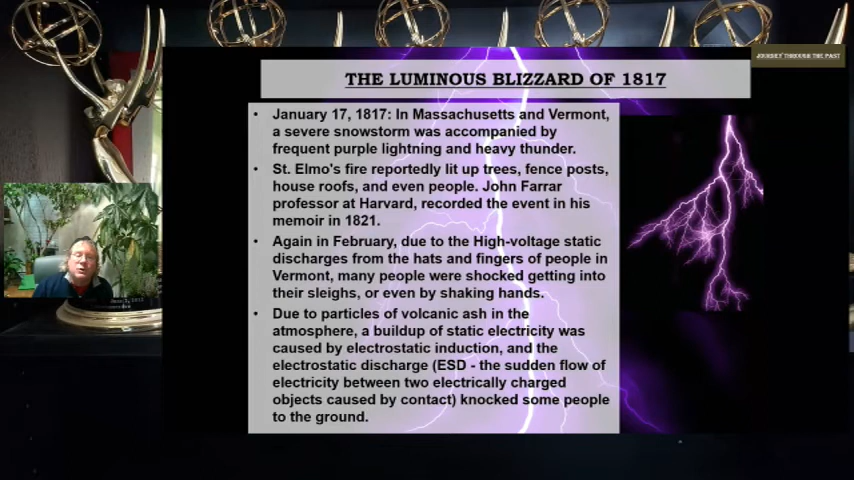 JOURNEY THROUGH THE PAST
THE LUMINOUS BLIZZARD OF 1817
• January 17, 1817: In Massachusetts and Vermont,
a severe snowstorm was accompanied by
frequent purple lightning and heavy thunder.
• St. Elmo's fire reportedly lit up trees, fence posts,
house roofs, and even people. John Farrar
professor at Harvard, recorded the event in his
memoir in 1821.
• Again in February, due to the High-voltage static
discharges from the hats and fingers of people in
Vermont, many people were shocked getting into
their sleighs, or even by shaking hands.
• Due to particles of volcanic ash in the
atmosphere, a buildup of static electricity was
caused by electrostatic induction, and the
electrostatic discharge (ESD - the sudden flow of
electricity between two electrically charged
objects caused by contact) knocked some people
to the ground.